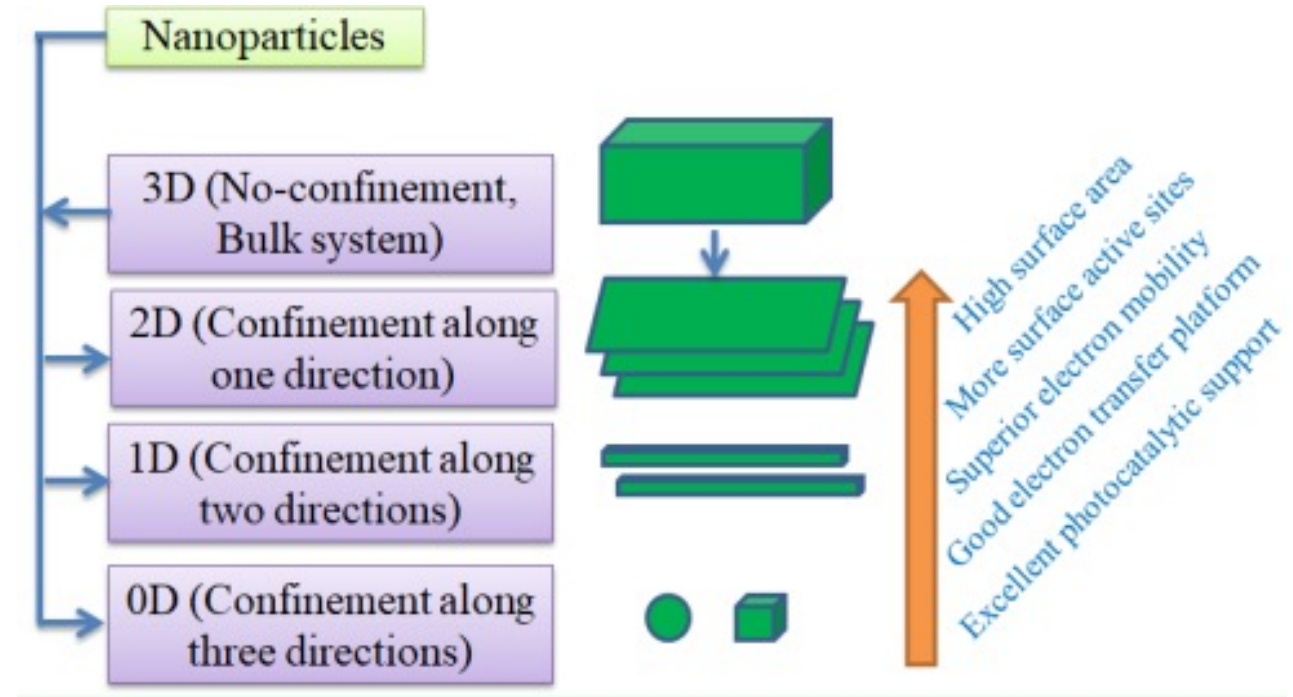 Nanoparticles
3D (No-confinement,
Bulk system)
2D (Confinement along
one direction)
1D (Confinement along
two directions)
0D (Confinement along
three directions)
High surface area
More surface active sites
Superior electron mobility
Good electron transfer platform
Excellent photocatalytic support